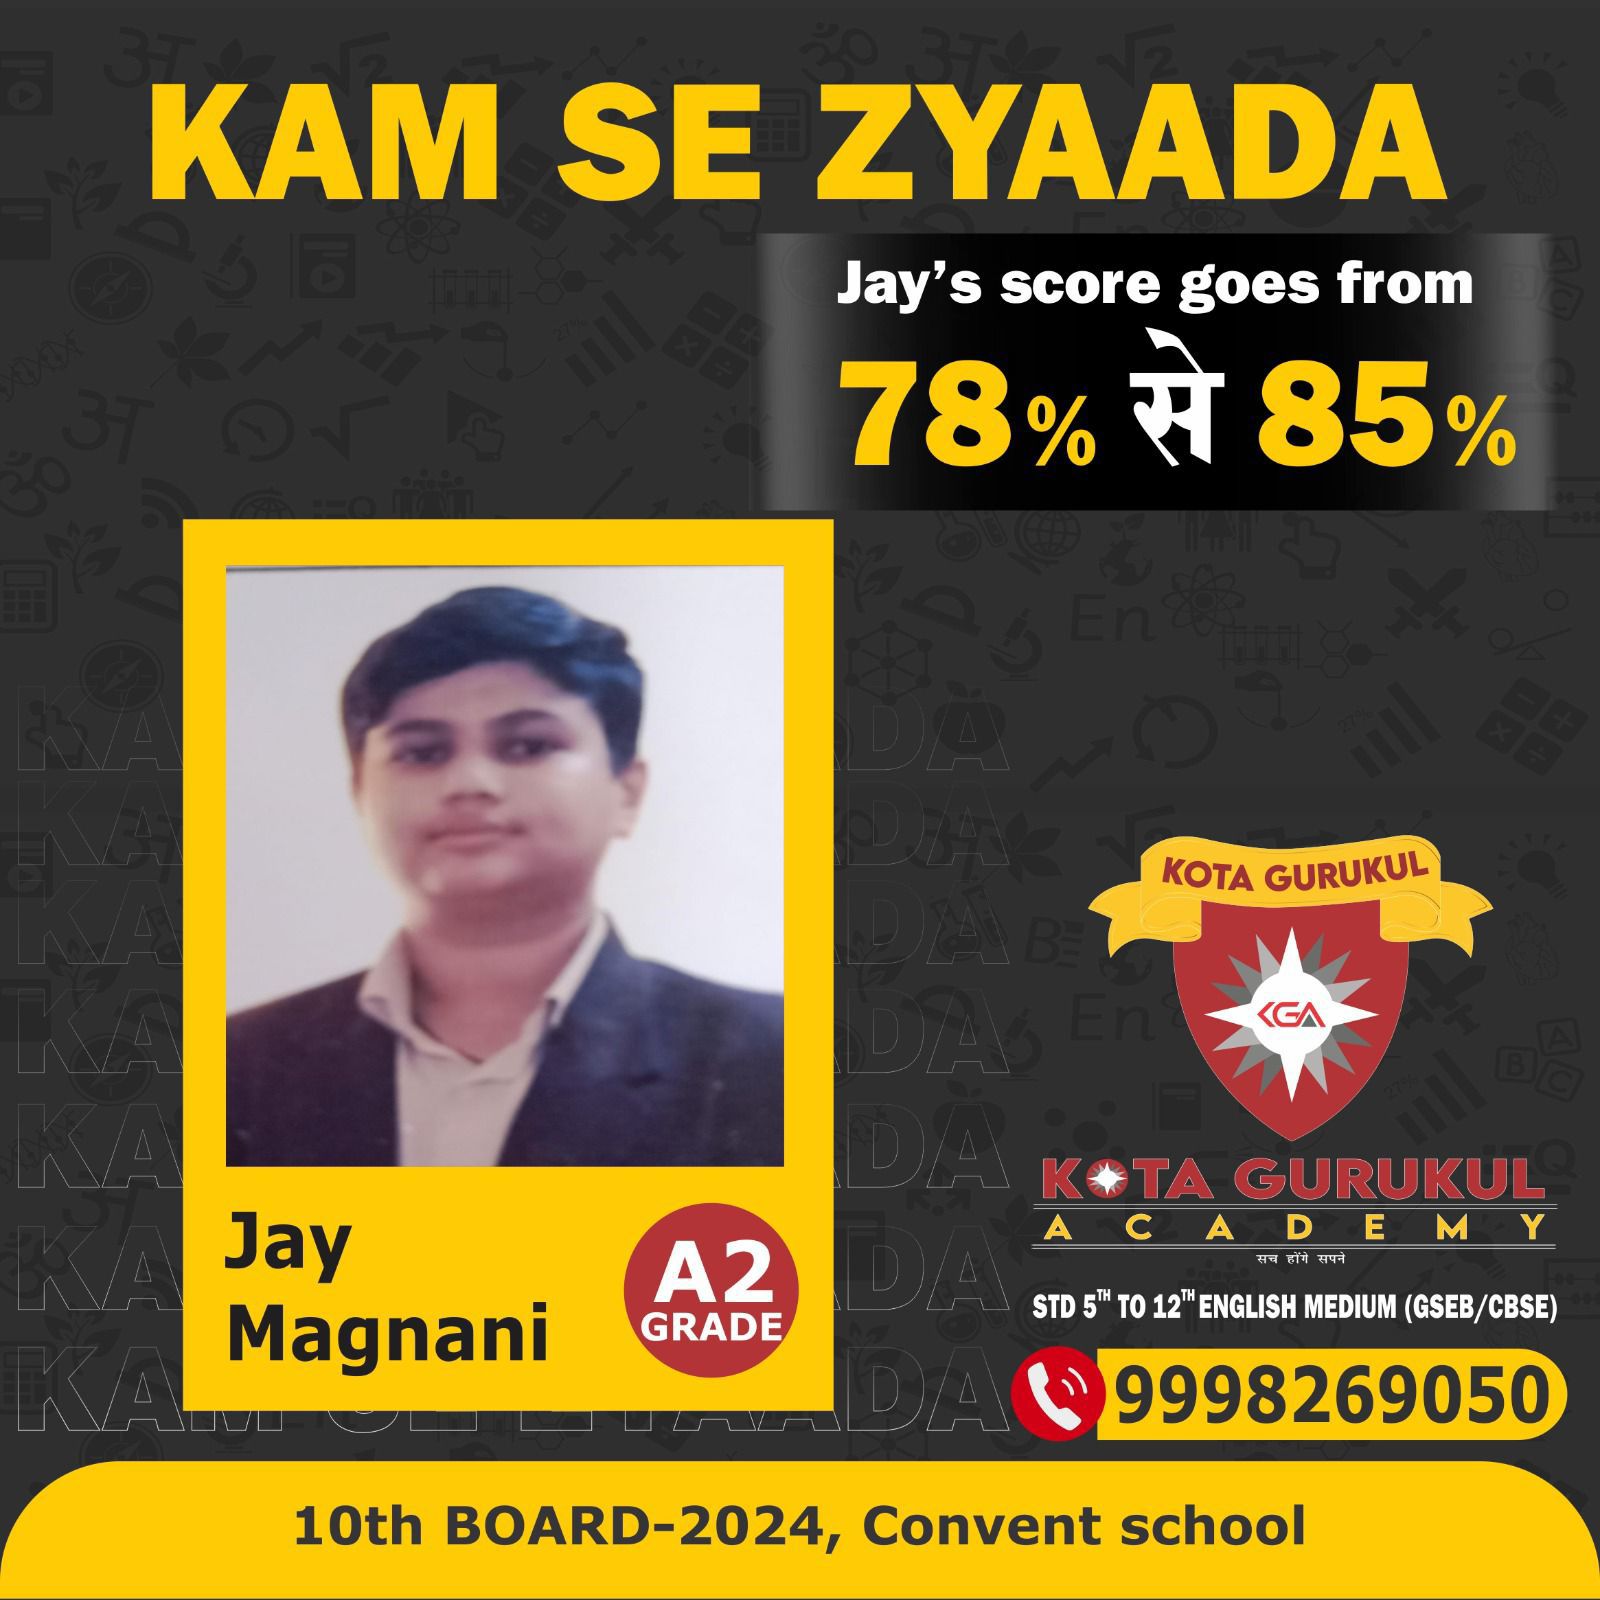 KAM SE ZYAADA
Jay’s score goes from
78% से 85%
Jay
Magnani
A2
GRADE
KOTA GURUKUL
KGA
KOTA GURUKUL
ACADEMY
सच होंगे सपने
STD 5TH TO 12TH ENGLISH MEDIUM (GSEB/CBSE)
9998269050
10th BOARD-2024, Convent school